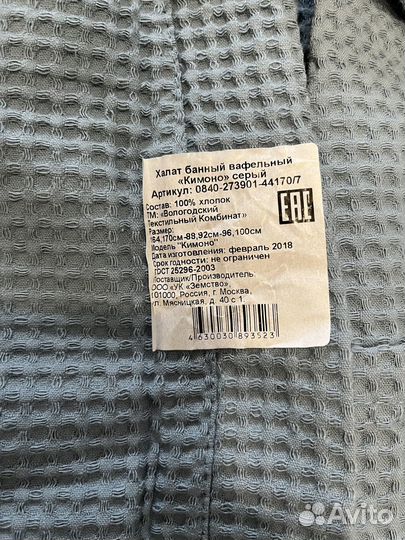 Халат банный вафельный
«Кимоно» серый
Артикул: 0840-273901-44170/7
Состав: 100% хлопок
ТМ: «Вологодский
Текстильный Комбинат»
Размер:
164,170см-88,92см-96,100см
Модель "Кимоно"
Дата изготовления: февраль 2018
Срок годности: не ограничен
ГОСТ 25296-2003
Поставщик/Производитель
ООО «УК «Земство»,
101000, Россия, г. Москва,
ул. Мясницкая, д. 40 с 1.
4630030893523
EAC
Avito